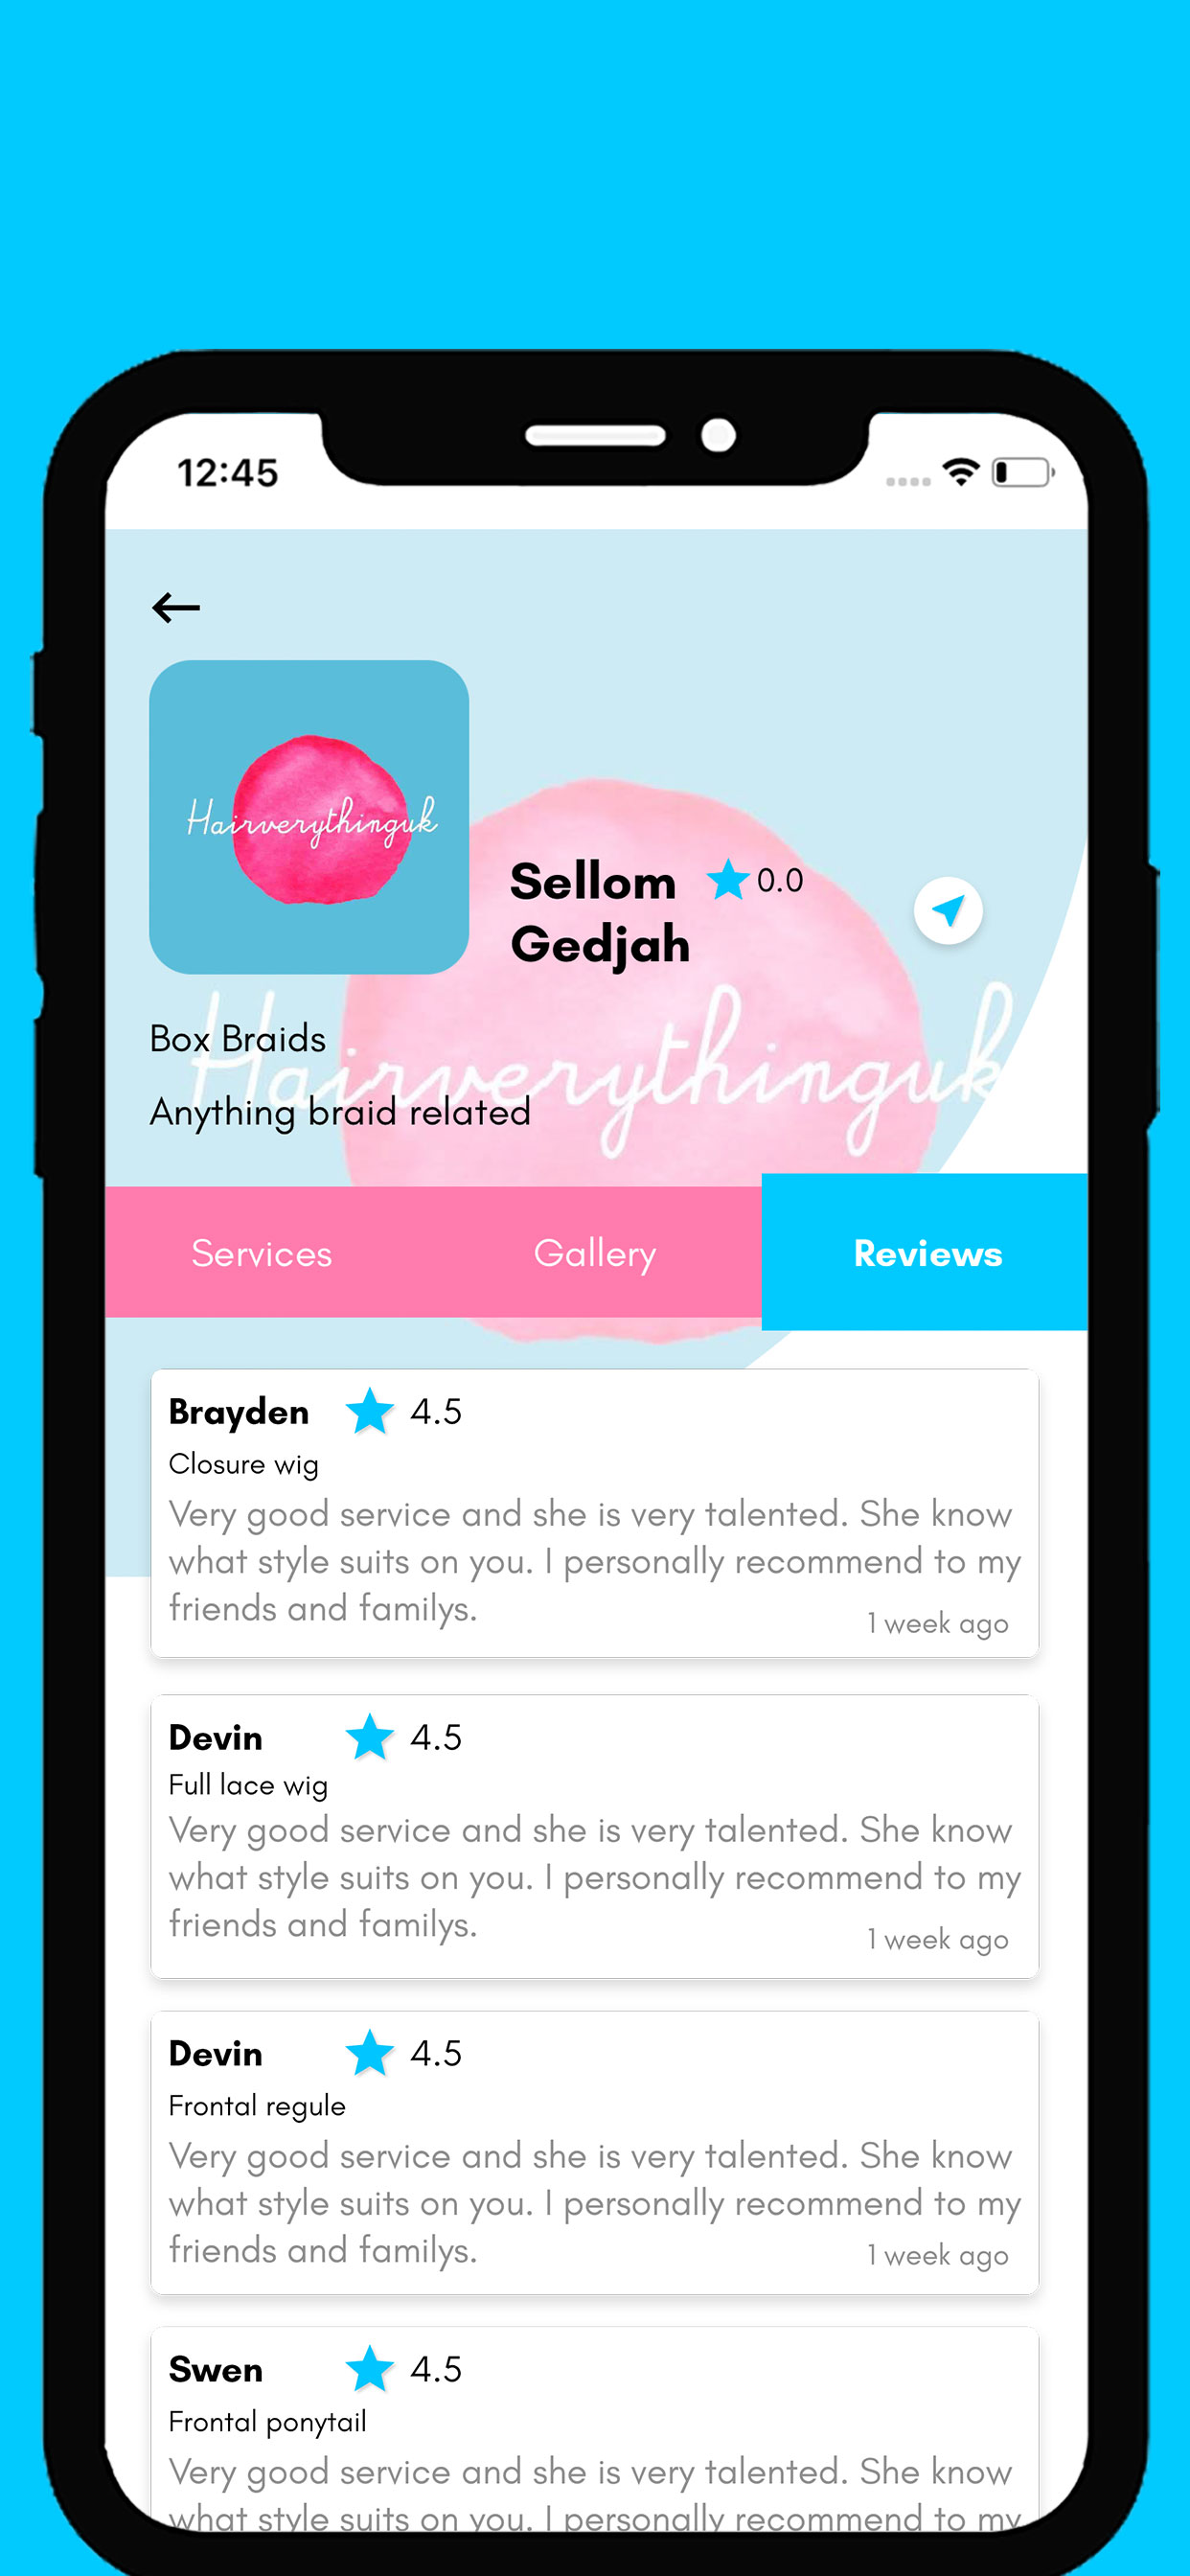 12:45
Hairverythinguk
Sellom
Gedjah
0.0
Hairverythinguk
Box Braids
Anything braid related
Services
Gallery
Reviews
Brayden 4.5
Closure wig
Very good service and she is very talented. She know
what style suits on you. I personally recommend to my
friends and familys.
1 week ago
Devin 4.5
Full lace wig
Very good service and she is very talented. She know
what style suits on you. I personally recommend to my
friends and familys.
1 week ago
Devin 4.5
Frontal regule
Very good service and she is very talented. She know
what style suits on you. I personally recommend to my
friends and familys.
1 week ago
Swen 4.5
Frontal ponytail
Very good service and she is very talented. She know
what style suits on you. I personally recommend to my